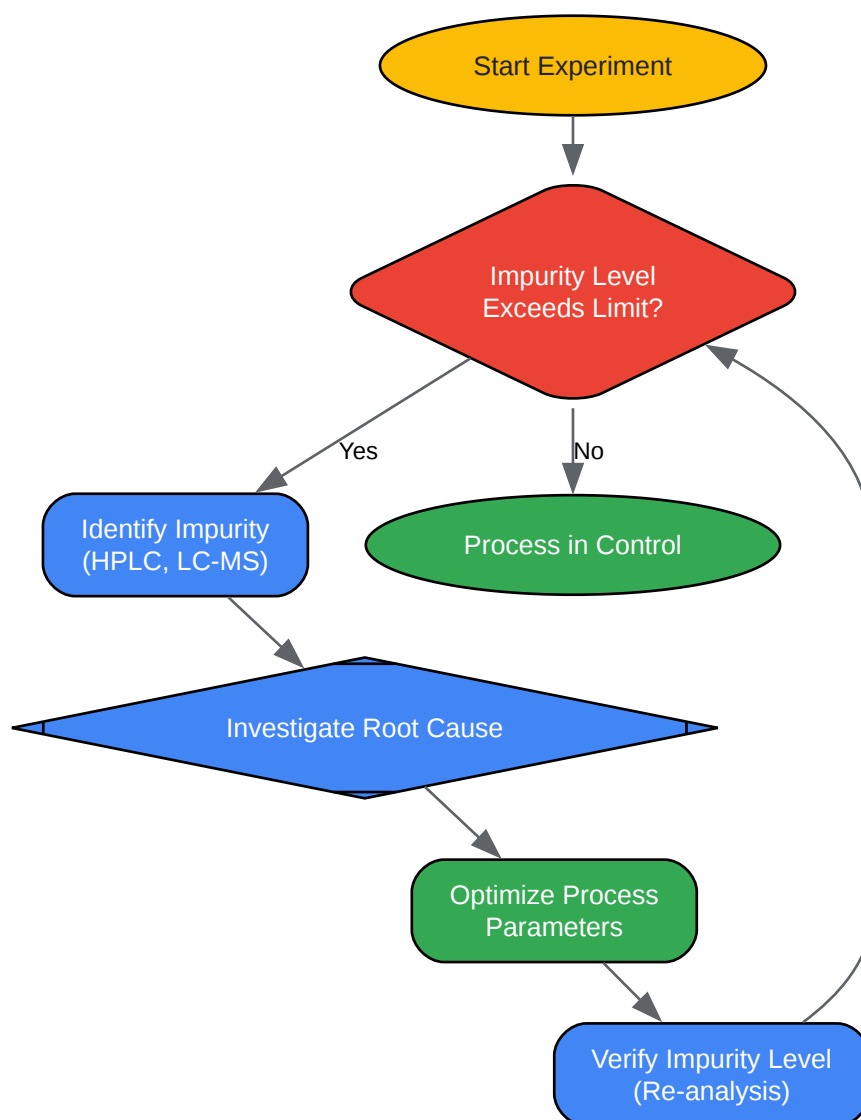 Start Experiment
Impurity Level
Exceeds Limit?
Yes
No
Identify Impurity
(HPLC, LC-MS)
Process in Control
Investigate Root Cause
Optimize Process
Parameters
Verify Impurity Level
(Re-analysis)